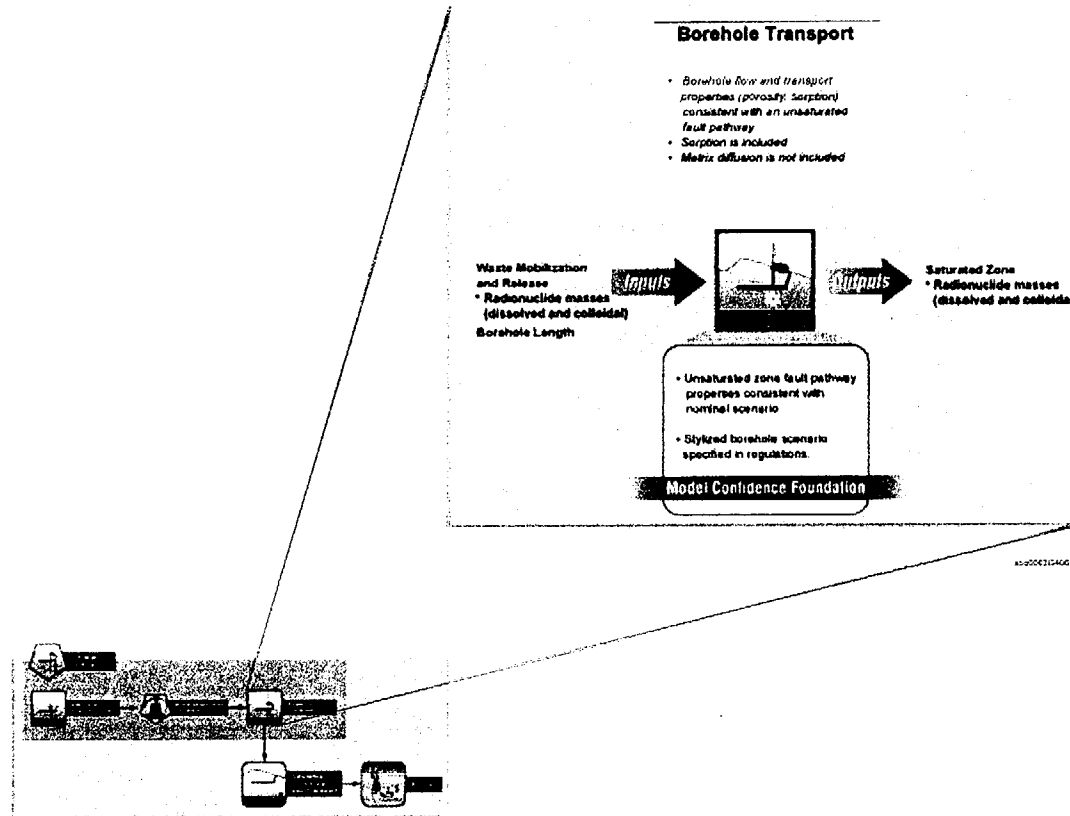 Borehole Transport
• Borehole flow and transport
properties (porosity, sorption)
consistent with an unsaturated
fault pathway
• Sorption is included
• Matrix diffusion is not included
Waste Mobilization
and Release
• Radionuclide masses
(dissolved and colloidal)
Borehole Length
Inputs
Outputs
Saturated Zone
• Radionuclide masses
(dissolved and colloida
• Unsaturated zone fault pathway
properties consistent with
nominal scenario
• Stylized borehole scenario
specified in regulations.
Model Confidence Foundation